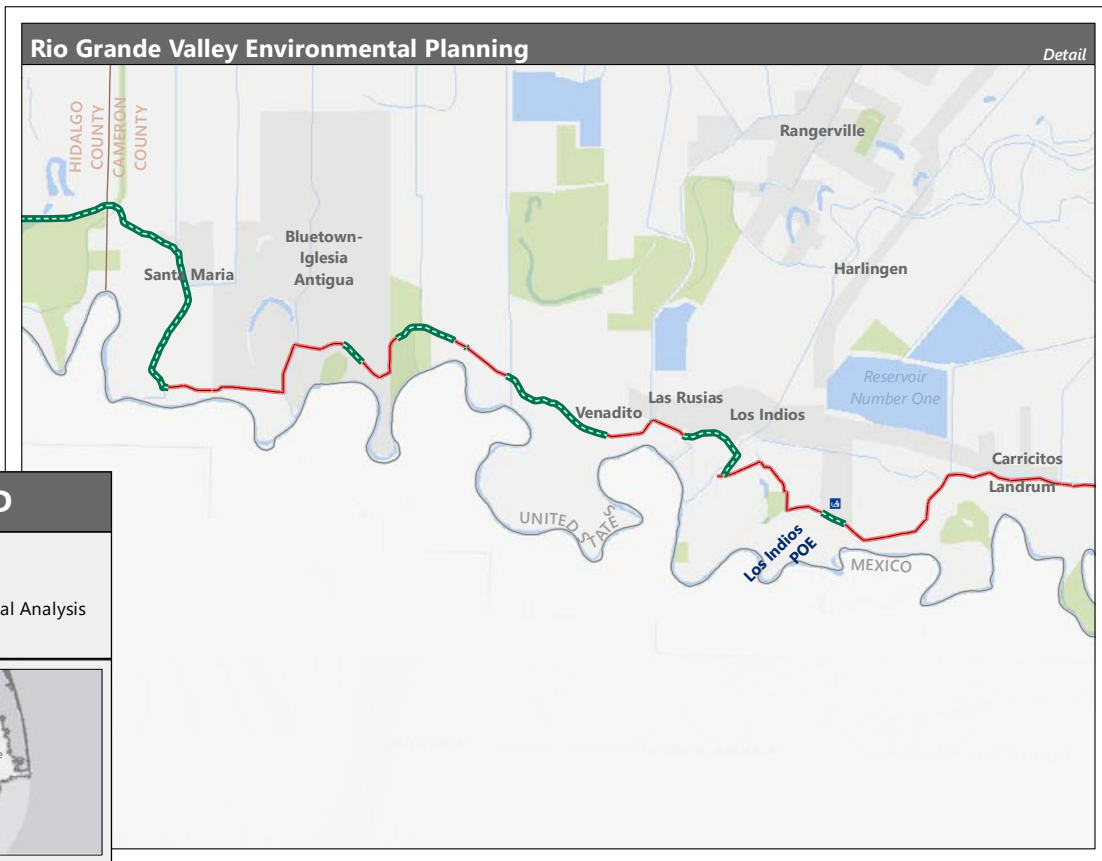 Rio Grande Valley Environmental Planning
Detail
HIDALGO
COUNTY
CAMERON
COUNTY
Rangerville
Bluetown-
Iglesia
Antigua
Santa Maria
Harlingen
Reservoir
Number One
Las Rusias
Venadito
Los Indios
Carricitos
Landrum
UNITED STATES
Los Indios
POE
MEXICO
al Analysis